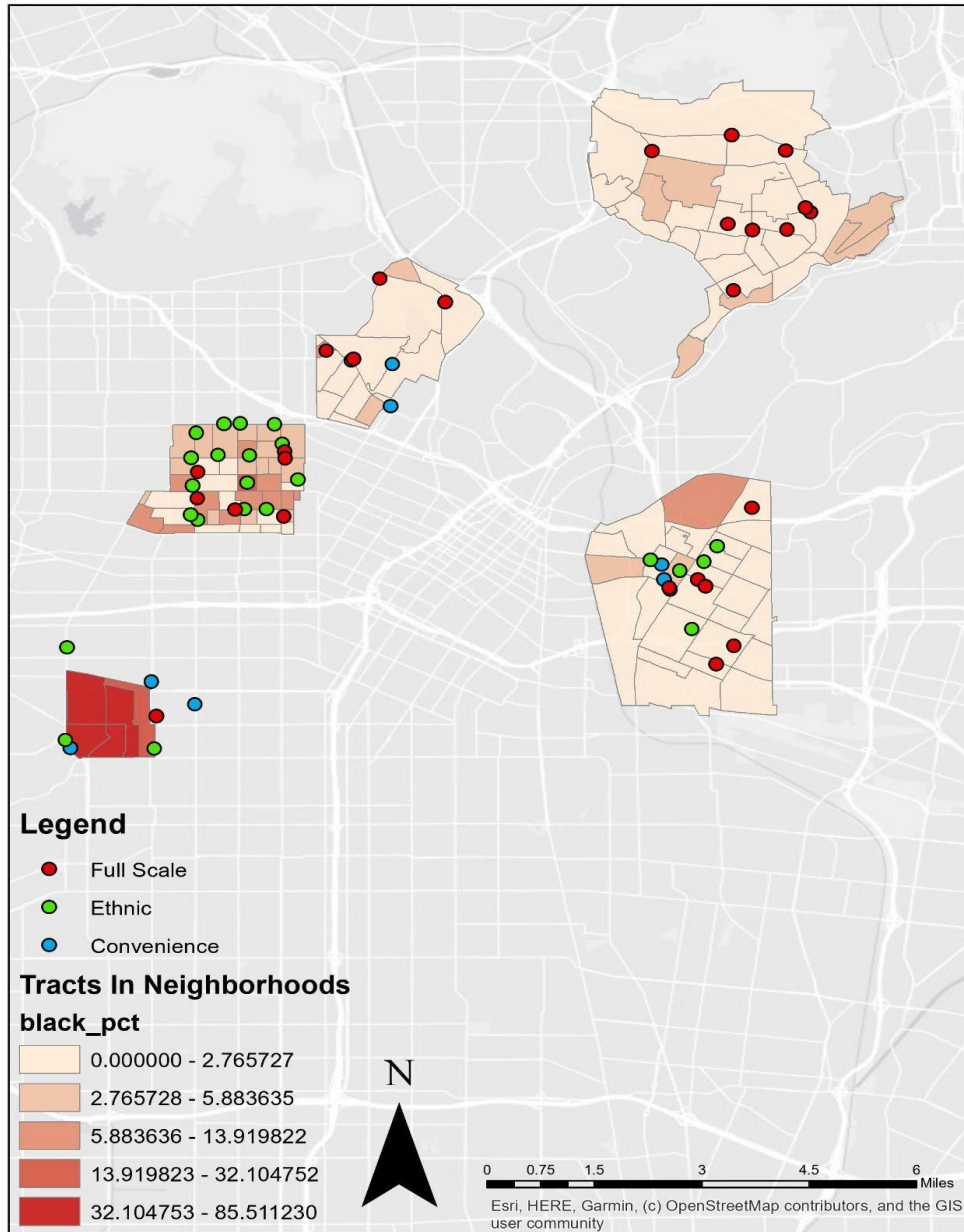 Legend
Full Scale
Ethnic
Convenience
Tracts In Neighborhoods
black_pct
0.000000 - 2.765727
2.765728 - 5.883635
5.883636 - 13.919822
13.919823 - 32.104752
32.104753 - 85.511230
N
0 0.75 1.5 3 4.5 6
Miles
Esri, HERE, Garmin, (c) OpenStreetMap contributors, and the GIS
user community